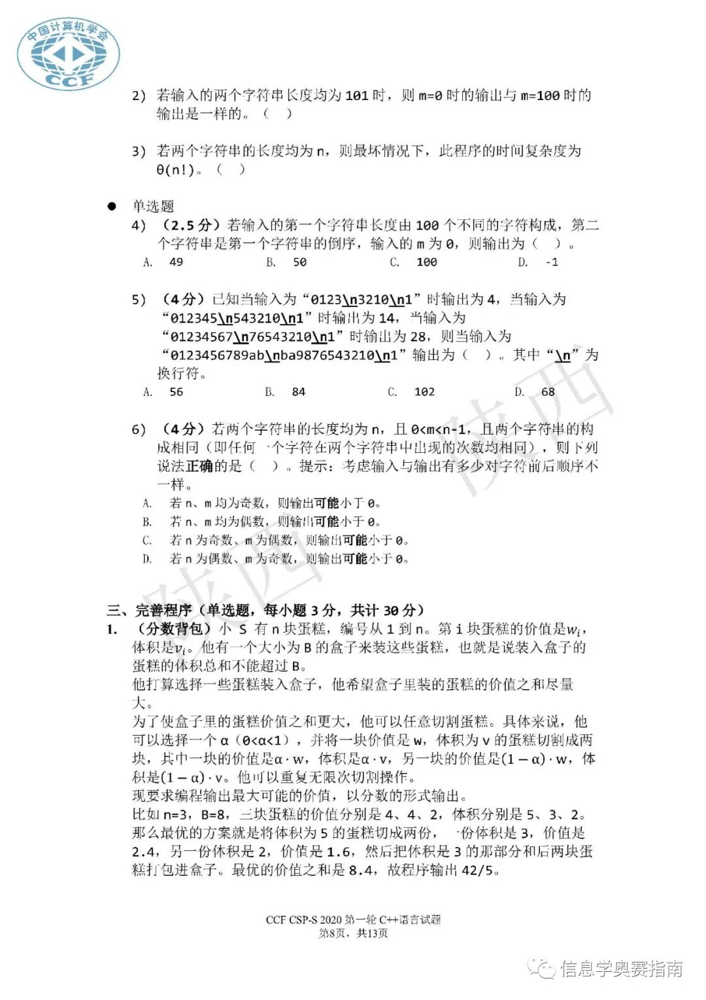 中国计算机学会
CCF
2) 若输入的两个字符串长度均为 101 时，则 m=0 时的输出与 m=100 时的
输出是一样的。（ ）
3) 若两个字符串的长度均为 n，则最坏情况下，此程序的时间复杂度为
θ(n!)。（ ）
● 单选题
4) （2.5 分）若输入的第一个字符串长度由 100 个不同的字符构成，第二
个字符串是第一个字符串的倒序，输入的 m 为 0，则输出为（ ）。
A. 49 B. 50 C. 100 D. -1
5) （4 分）已知当输入为“0123\n3210\n1”时输出为 4，当输入为
“012345\n543210\n1”时输出为 14，当输入为
“01234567\n76543210\n1”时输出为 28，则当输入为
“0123456789ab\nba9876543210\n1”输出为（ ）。其中“\n”为
换行符。
A. 56 B. 84 C. 102 D. 68
6) （4 分）若两个字符串的长度均为 n，且 0<m<n-1，且两个字符串的构
成相同（即任何一个字符在两个字符串中出现的次数均相同），则下列
说法正确的是（ ）。提示：考虑输入与输出有多少对字符前后顺序不
一样。
A. 若 n、m 均为奇数，则输出可能小于 0。
B. 若 n、m 均为偶数，则输出可能小于 0。
C. 若 n 为奇数、m 为偶数，则输出可能小于 0。
D. 若 n 为偶数、m 为奇数，则输出可能小于 0。
陕西
陕西
三、完善程序（单选题，每小题 3 分，共计 30 分）
1. （分数背包）小 S 有 n 块蛋糕，编号从 1 到 n。第 i 块蛋糕的价值是wᵢ，
体积是vᵢ。他有一个大小为 B 的盒子来装这些蛋糕，也就是说装入盒子的
蛋糕的体积总和不能超过 B。
他打算选择一些蛋糕装入盒子，他希望盒子里装的蛋糕的价值之和尽量
大。
为了使盒子里的蛋糕价值之和更大，他可以任意切割蛋糕。具体来说，他
可以选择一个 α（0<α<1），并将一块价值是 w，体积为 v 的蛋糕切割成两
块，其中一块的价值是α · w，体积是α · v，另一块的价值是(1 − α) · w，体
积是(1 − α) · v。他可以重复无限次切割操作。
现要求编程输出最大可能的价值，以分数的形式输出。
比如 n=3，B=8，三块蛋糕的价值分别是 4、4、2，体积分别是 5、3、2。
那么最优的方案就是将体积为 5 的蛋糕切成两份，一份体积是 3，价值是
2.4，另一份体积是 2，价值是 1.6，然后把体积是 3 的那部分和后两块蛋
糕打包进盒子。最优的价值之和是 8.4，故程序输出 42/5。
CCF CSP-S 2020 第一轮 C++语言试题
第8页，共13页
信息学奥赛指南